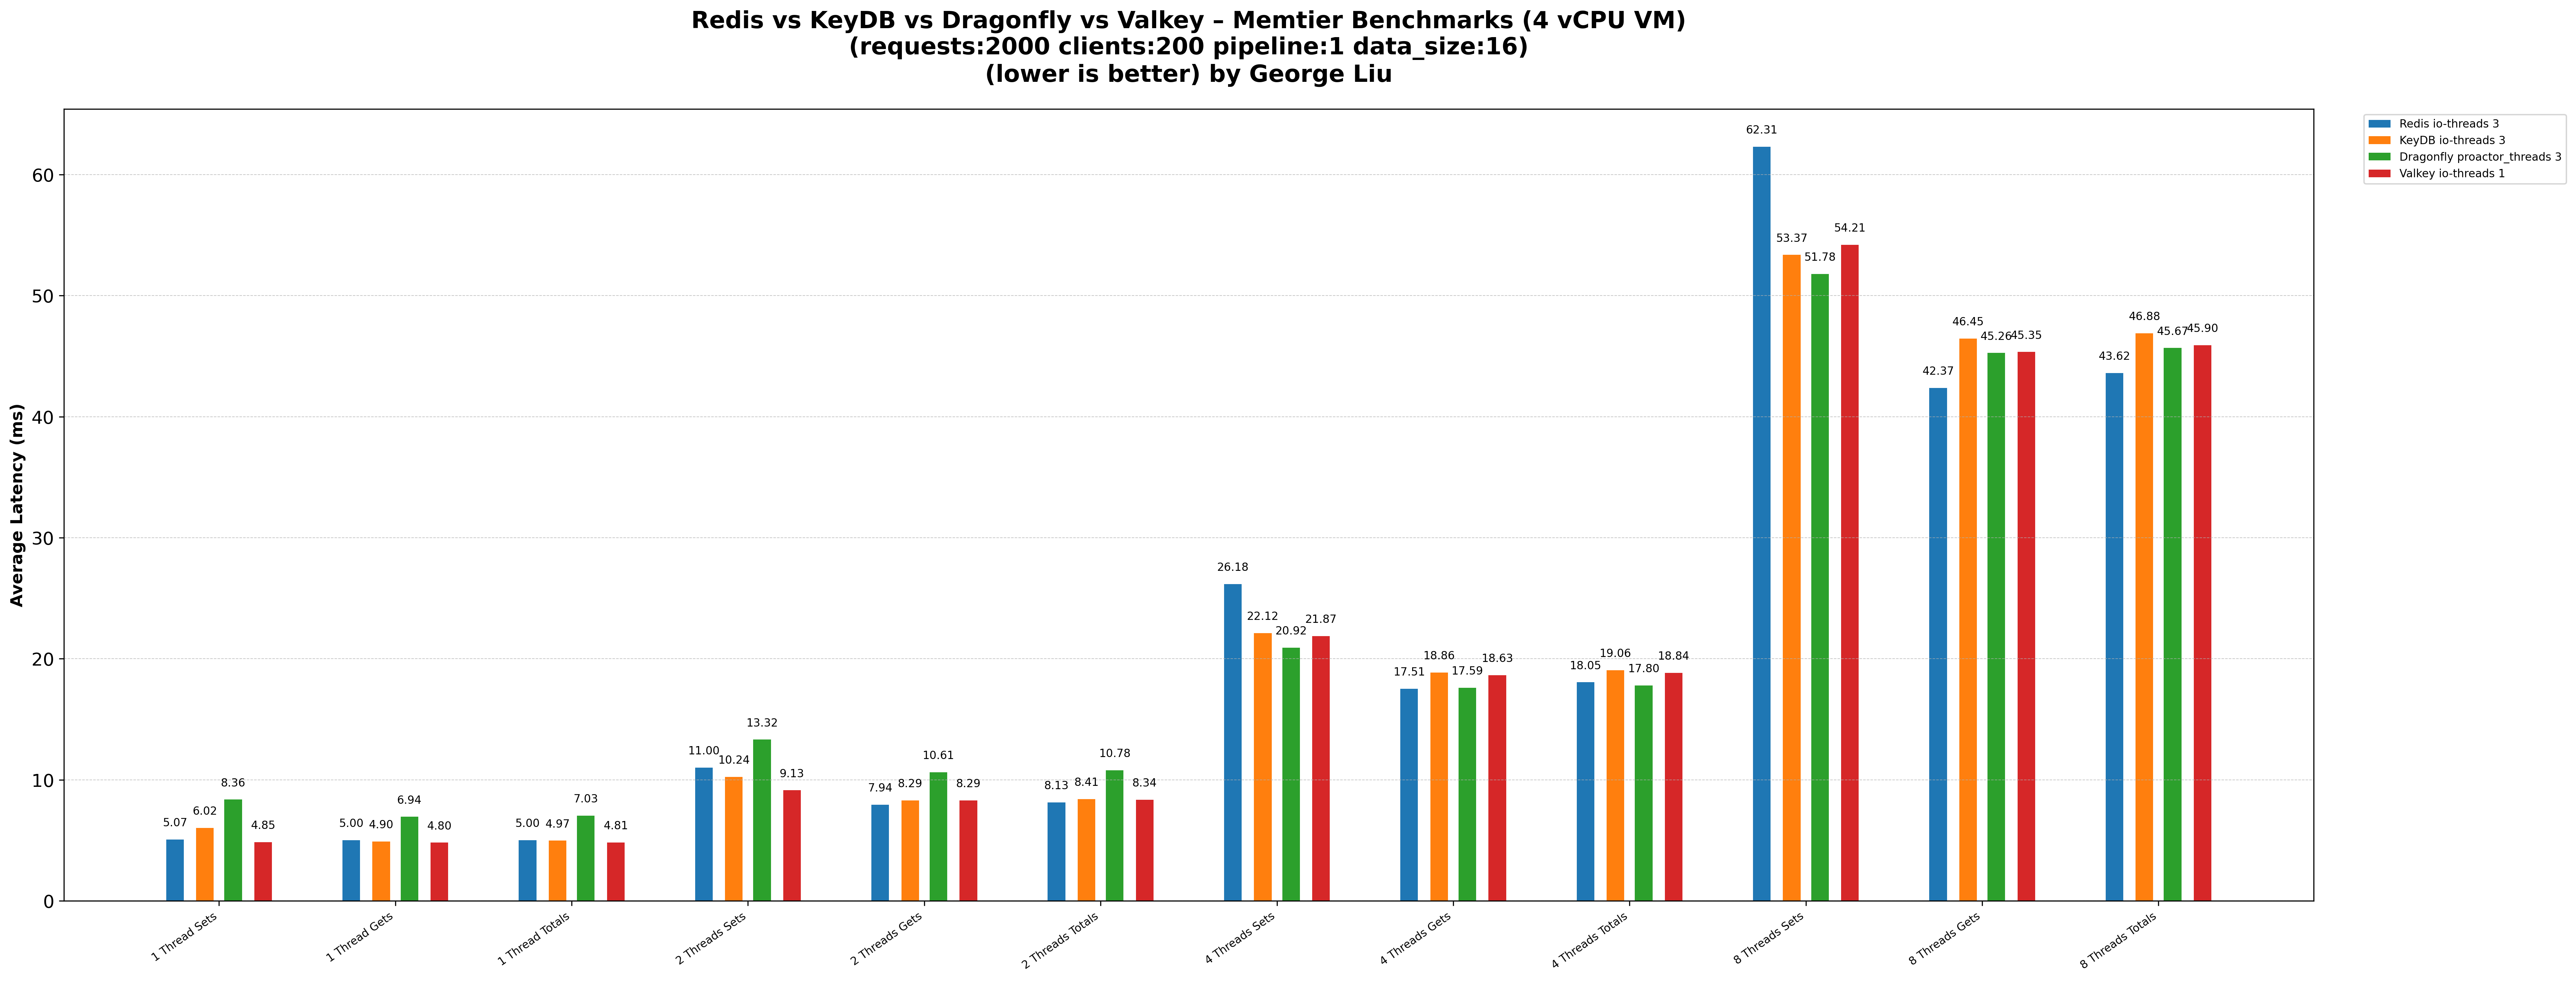 Redis vs KeyDB vs Dragonfly vs Valkey – Memtier Benchmarks (4 vCPU VM)
(requests:2000 clients:200 pipeline:1 data_size:16)
(lower is better) by George Liu
Redis io-threads 3
KeyDB io-threads 3
Dragonfly proactor_threads 3
Valkey io-threads 1
Average Latency (ms)
60
50
40
30
20
10
0
5.07
6.02
8.36
4.85
5.00
4.90
6.94
4.80
5.00
4.97
7.03
4.81
11.00
10.24
13.32
9.13
7.94
8.29
10.61
8.29
8.13
8.41
10.78
8.34
26.18
22.12
20.92
21.87
17.51
18.86
17.59
18.63
18.05
19.06
17.80
18.84
62.31
53.37
51.78
54.21
42.37
46.45
45.26
45.35
43.62
46.88
45.67
45.90
1 Thread Sets
1 Thread Gets
1 Thread Totals
2 Threads Sets
2 Threads Gets
2 Threads Totals
4 Threads Sets
4 Threads Gets
4 Threads Totals
8 Threads Sets
8 Threads Gets
8 Threads Totals